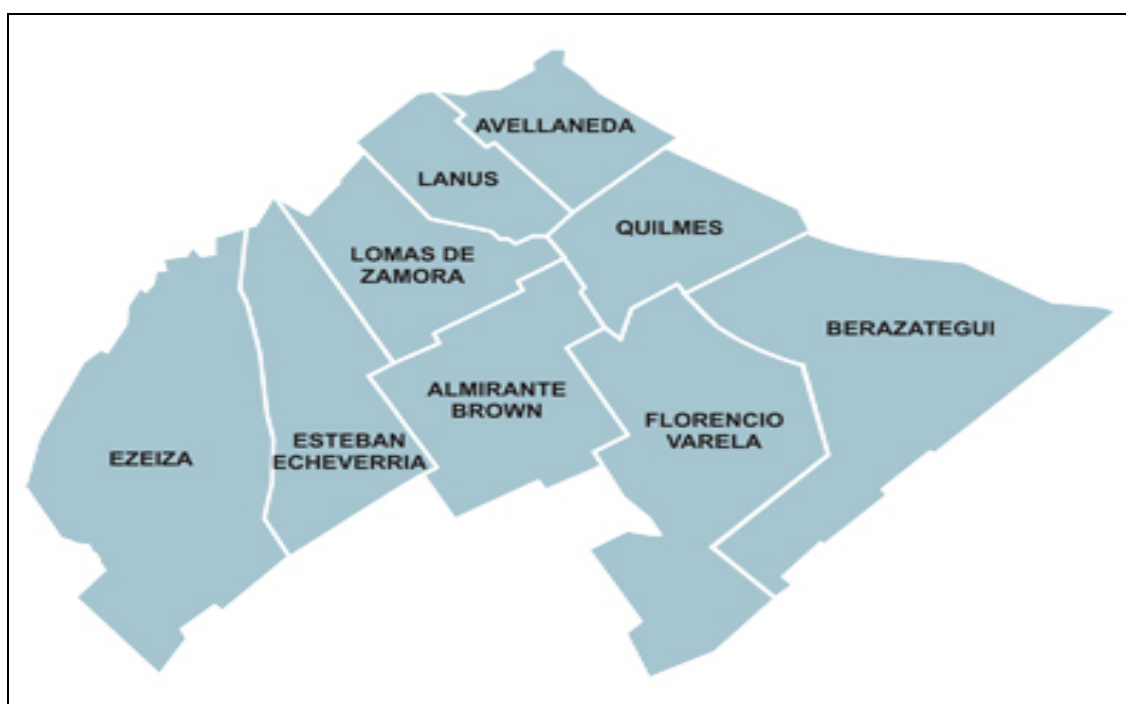 AVELLANEDA
LANUS
QUILMES
LOMAS DE
ZAMORA
BERAZATEGUI
ALMIRANTE
BROWN
FLORENCIO
VARELA
ESTEBAN
ECHEVERRIA
EZEIZA